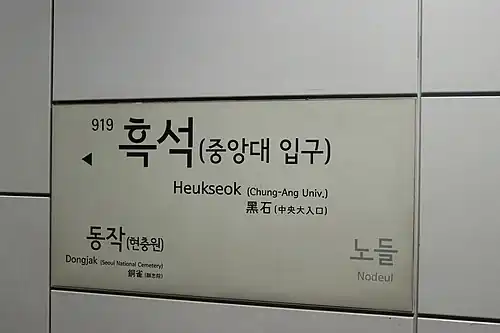 919
◀ 흑석(중앙대 입구)
Heukseok (Chung-Ang Univ.)
黑石(中央大入口)
동작(현충원)
Dongjak (Seoul National Cemetery)
銅雀(顯忠院)
노들
Nodeul